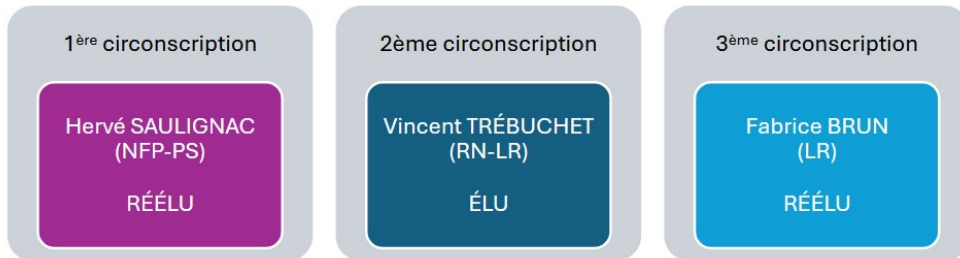 1ère circonscription
Hervé SAULIGNAC
(NFP-PS)
RÉÉLU
2ème circonscription
Vincent TRÉBUCHET
(RN-LR)
ÉLU
3ème circonscription
Fabrice BRUN
(LR)
RÉÉLU